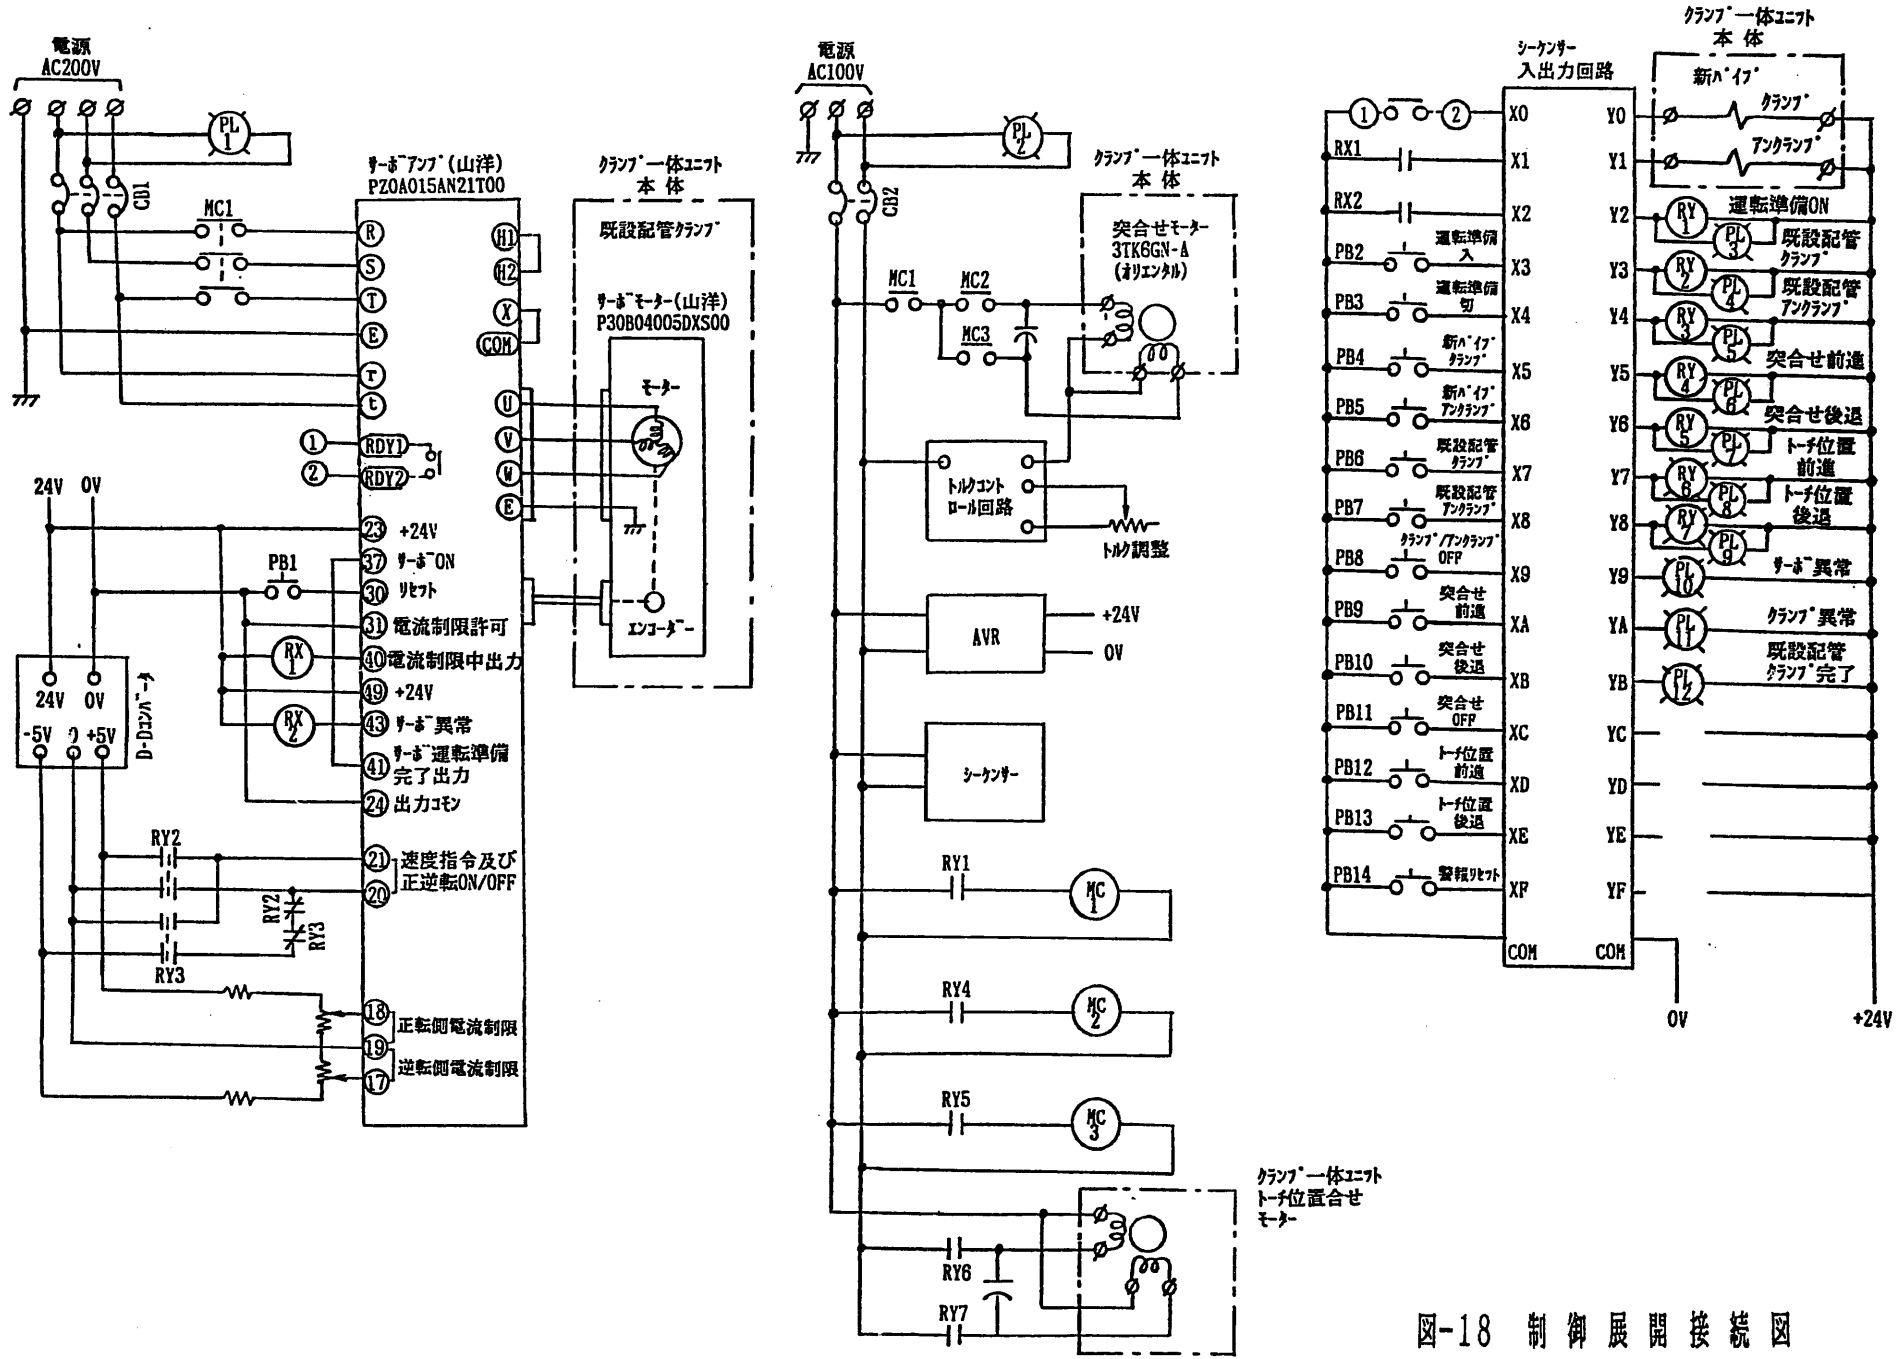 電源
AC200V
PL
1
CB1
MC1
サーボアンプ(山洋)
PZ0A015AN21T00
R
S
T
E
r
t
H1
H2
X
COM
U
V
W
E
1
2
RDY1
RDY2
クランプ一体ユニット
本体
既設配管クランプ
サーボモーター(山洋)
P30B04005DXS00
モーター
エンコーダー
24V
0V
PB1
RX
1
RX
2
23
+24V
37
サーボON
30
リセット
31
電流制限許可
40
電流制限中出力
49
+24V
43
サーボ異常
41
サーボ運転準備
完了出力
24
出力コモン
24V
0V
-5V
0
+5V
D-Dコンバータ
RY2
RY2
RY3
RY3
21
20
速度指令及び
正逆転ON/OFF
18
正転側電流制限
19
逆転側電流制限
17
電源
AC100V
PL
2
CB2
MC1
MC2
MC3
クランプ一体ユニット
本体
突合せモーター
3TK6GN-A
(オリエンタル)
トルクコント
ロール回路
トルク調整
AVR
+24V
0V
シーケンサー
RY1
MC
1
RY4
MC
2
RY5
MC
3
RY6
RY7
クランプ一体ユニット
トーチ位置合せ
モーター
シーケンサー
入出力回路
クランプ一体ユニット
本体
新パイプ
クランプ
アンクランプ
1
2
X0
RX1
X1
RX2
X2
PB2
運転準備
入
X3
PB3
運転準備
切
X4
PB4
新パイプ
クランプ
X5
PB5
新パイプ
アンクランプ
X6
PB6
既設配管
クランプ
X7
PB7
既設配管
アンクランプ
X8
PB8
クランプ/アンクランプ
OFF
X9
PB9
突合せ
前進
XA
PB10
突合せ
後退
XB
PB11
突合せ
OFF
XC
PB12
トーチ位置
前進
XD
PB13
トーチ位置
後退
XE
PB14
警報リセット
XF
COM
Y0
Y1
Y2
RY
1
運転準備ON
PL
3
Y3
RY
2
既設配管
クランプ
PL
4
Y4
RY
3
既設配管
アンクランプ
PL
5
Y5
RY
4
突合せ前進
PL
6
Y6
RY
5
突合せ後退
PL
7
Y7
RY
6
トーチ位置
前進
PL
8
Y8
RY
7
トーチ位置
後退
PL
9
Y9
PL
10
サーボ異常
YA
PL
11
クランプ異常
YB
PL
12
既設配管
クランプ完了
YC
YD
YE
YF
COM
0V
+24V
図-18 制御展開接続図